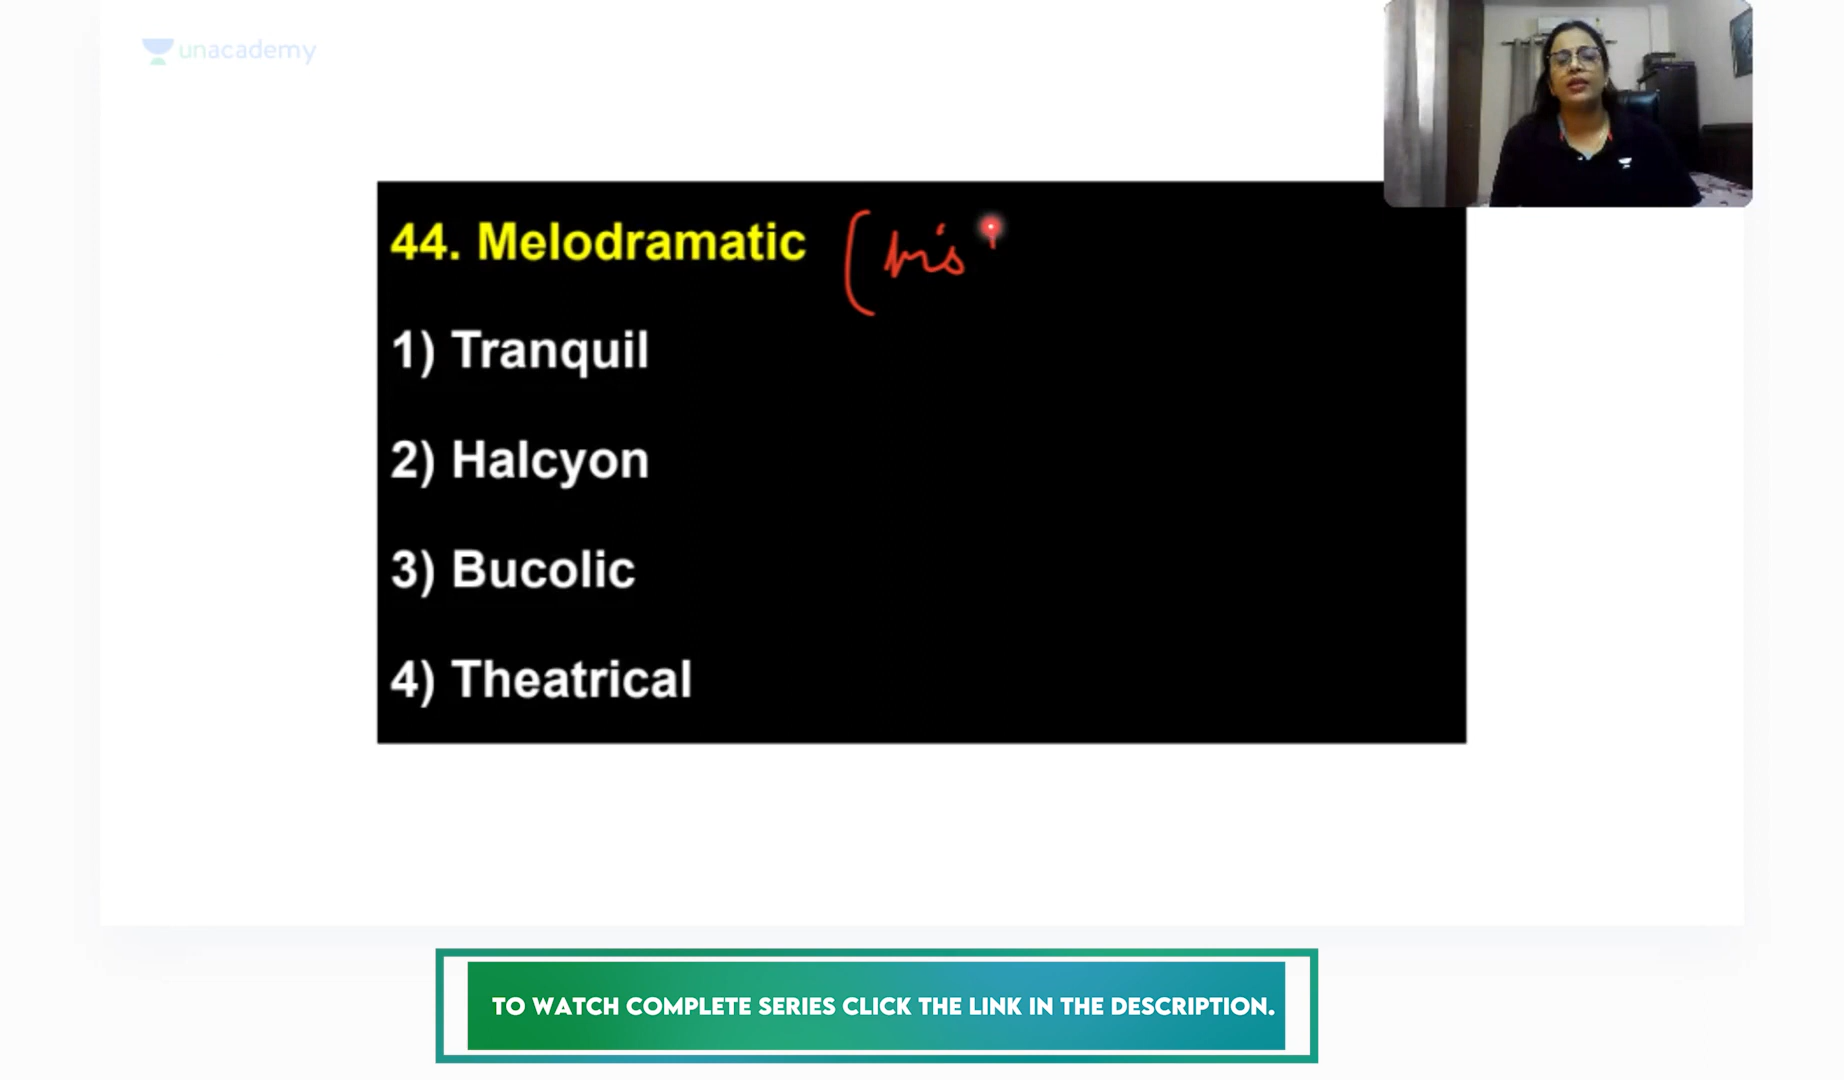 unacademy
44. Melodramatic (his
1) Tranquil
2) Halcyon
3) Bucolic
4) Theatrical
TO WATCH COMPLETE SERIES CLICK THE LINK IN THE DESCRIPTION.